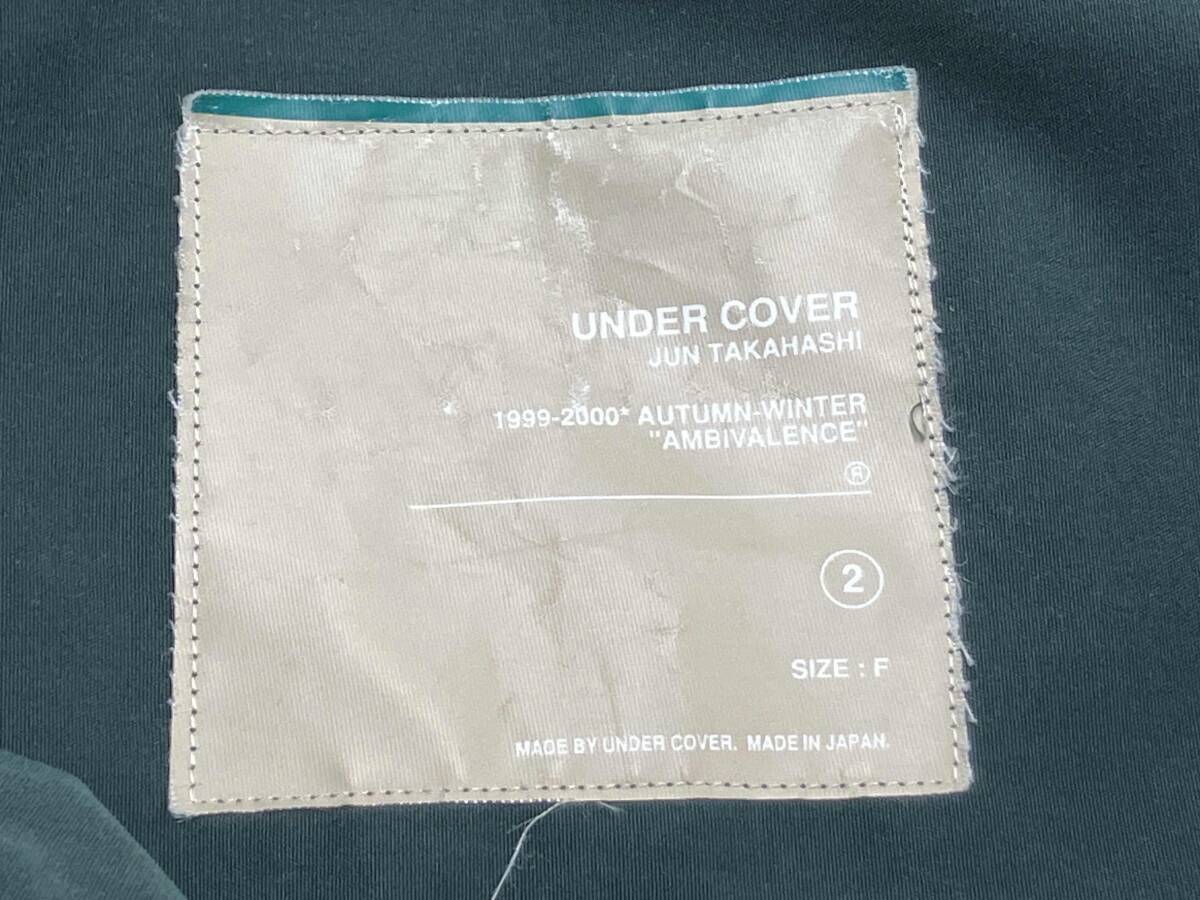 UNDER COVER
JUN TAKAHASHI
1999-2000* AUTUMN-WINTER
"AMBIVALENCE"
®
2
SIZE : F
MADE BY UNDER COVER. MADE IN JAPAN.